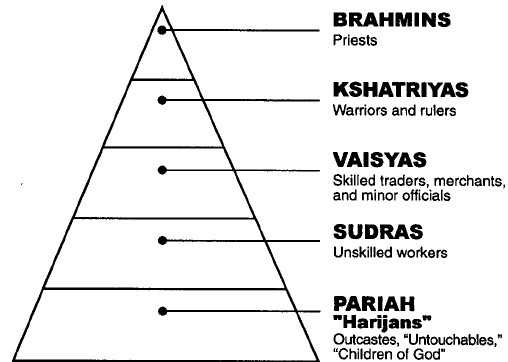 BRAHMINS
Priests
KSHATRIYAS
Warriors and rulers
VAISYAS
Skilled traders, merchants,
and minor officials
SUDRAS
Unskilled workers
PARIAH
"Harijans"
Outcastes, “Untouchables,”
“Children of God”